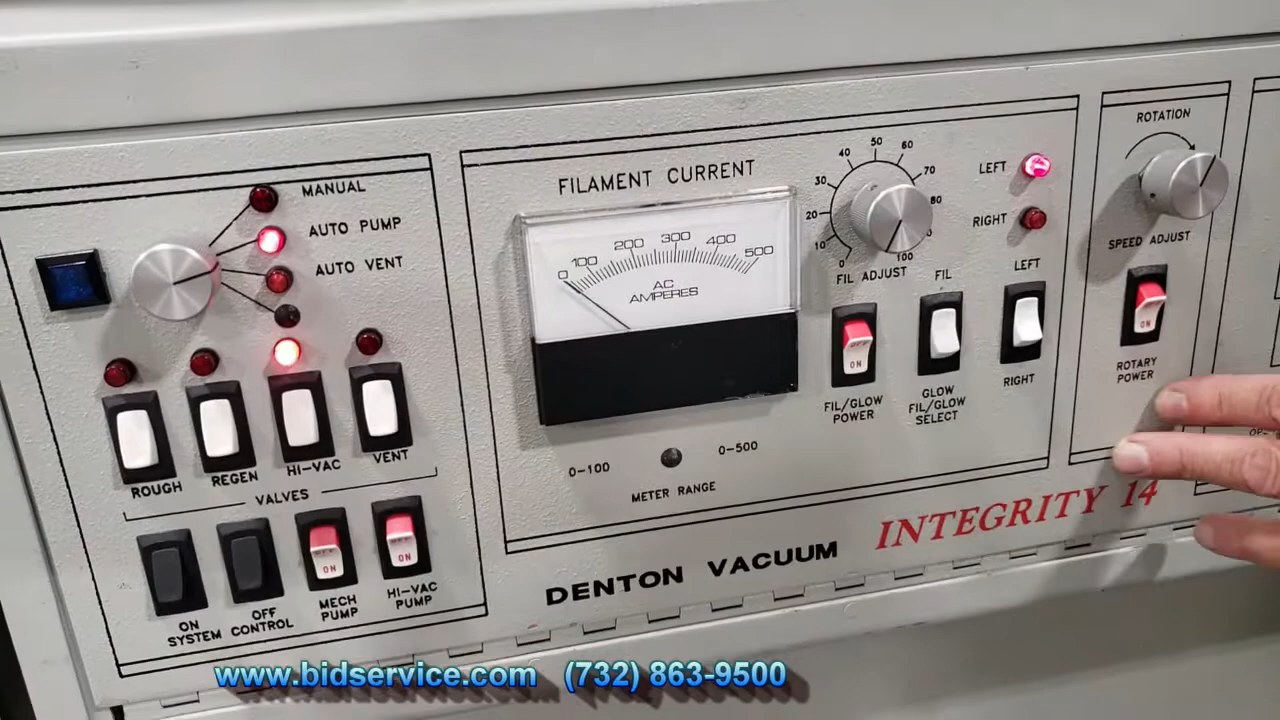 MANUAL
AUTO PUMP
AUTO VENT
ROUGH
REGEN
HI-VAC
VENT
VALVES
ON
SYSTEM
OFF
CONTROL
OFF
ON
MECH
PUMP
OFF
ON
HI-VAC
PUMP
FILAMENT CURRENT
0 100 200 300 400 500
AC
AMPERES
0-100
0-500
METER RANGE
0 10 20 30 40 50 60 70 80 100
FIL ADJUST
LEFT
RIGHT
OFF
ON
FIL/GLOW
POWER
FIL
GLOW
FIL/GLOW
SELECT
LEFT
RIGHT
ROTATION
SPEED ADJUST
ON
ROTARY
POWER
DENTON VACUUM
INTEGRITY 14
www.bidservice.com (732) 863-9500